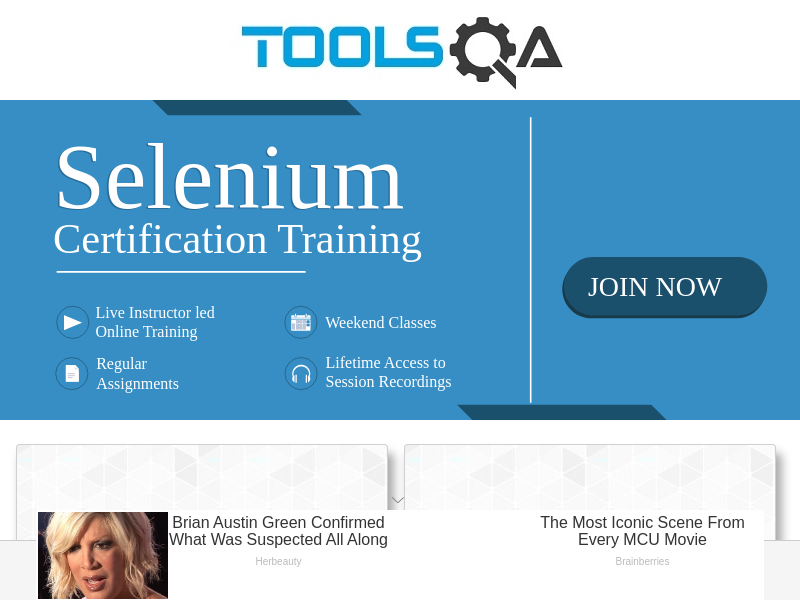 TOOLSQA
Selenium
Certification Training
JOIN NOW
Live Instructor led
Online Training
Weekend Classes
Regular
Assignments
Lifetime Access to
Session Recordings
Brian Austin Green Confirmed
What Was Suspected All Along
Herbeauty
The Most Iconic Scene From
Every MCU Movie
Brainberries